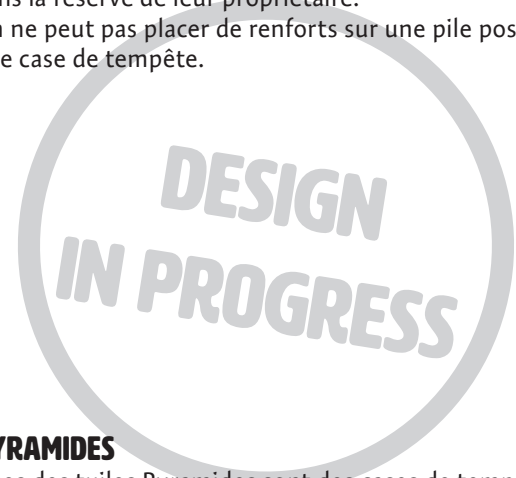 ns la réserve de leur propriétaire.
n ne peut pas placer de renforts sur une pile pos
e case de tempête.
DESIGN
IN PROGRESS
YRAMIDES
des tuiles Pyramides sont des cases de temp